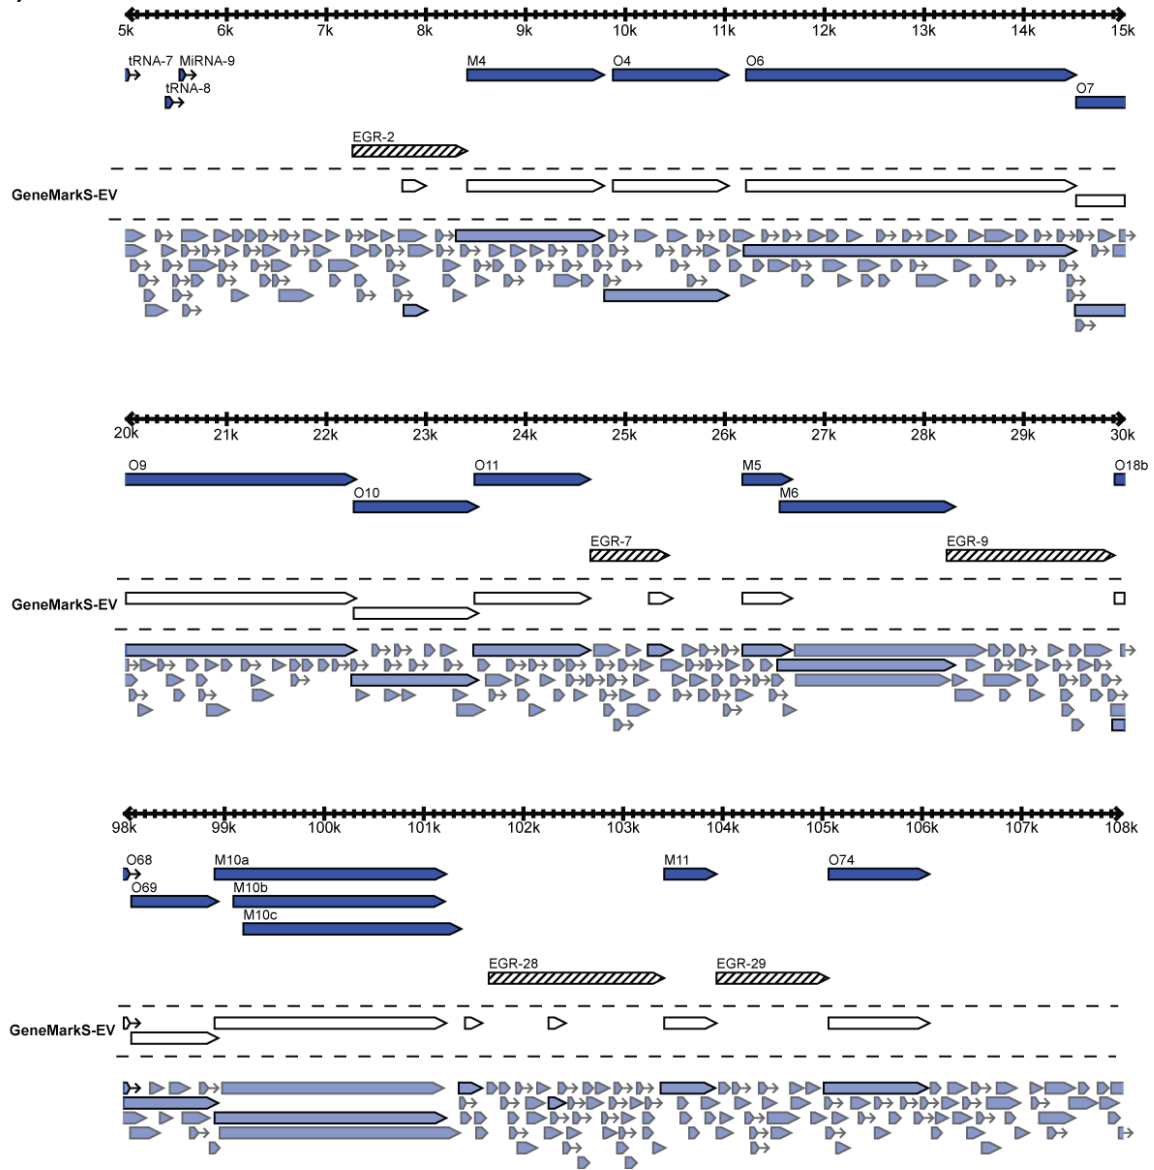 5k 6k 7k 8k 9k 10k 11k 12k 13k 14k 15k
tRNA-7 MiRNA-9 M4 O4 O6
tRNA-8 O7
EGR-2
GeneMarkS-EV
20k 21k 22k 23k 24k 25k 26k 27k 28k 29k 30k
O9 O11 M5 O18b
O10 M6
EGR-7 EGR-9
GeneMarkS-EV
98k 99k 100k 101k 102k 103k 104k 105k 106k 107k 108k
O68 M10a M11 O74
O69 M10b
M10c
EGR-28 EGR-29
GeneMarkS-EV